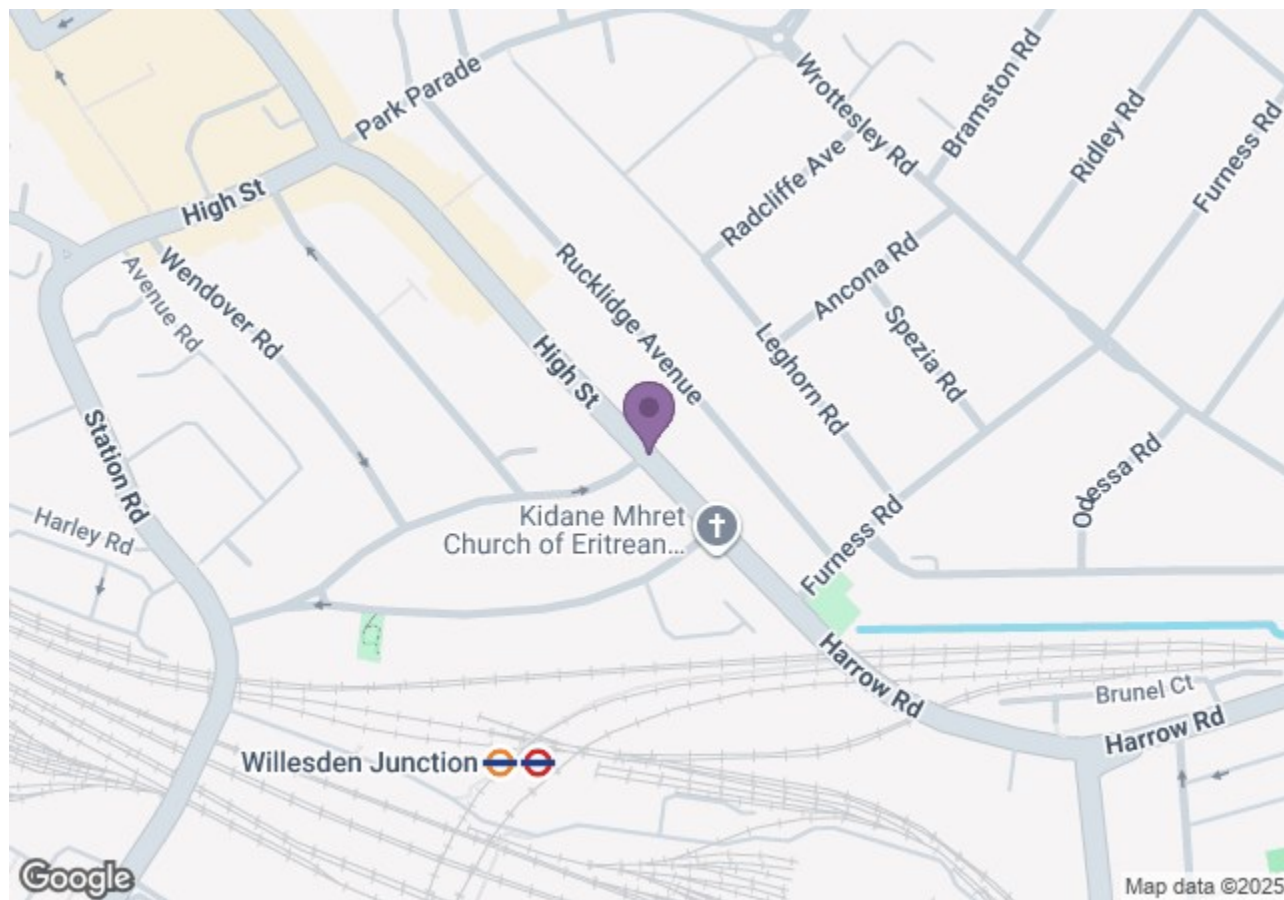 Park Parade
Wrottesley Rd
Bramston Rd
Ridley Rd
Furness Rd
Radcliffe Ave
High St
Ancona Rd
Wendover Rd
Avenue Rd
Rucklidge Avenue
Spezia Rd
Leghorn Rd
High St
Station Rd
Odessa Rd
Harley Rd
Kidane Mhret
Church of Eritrean...
Furness Rd
Harrow Rd
Brunel Ct
Harrow Rd
Willesden Junction
Google
Map data ©2025